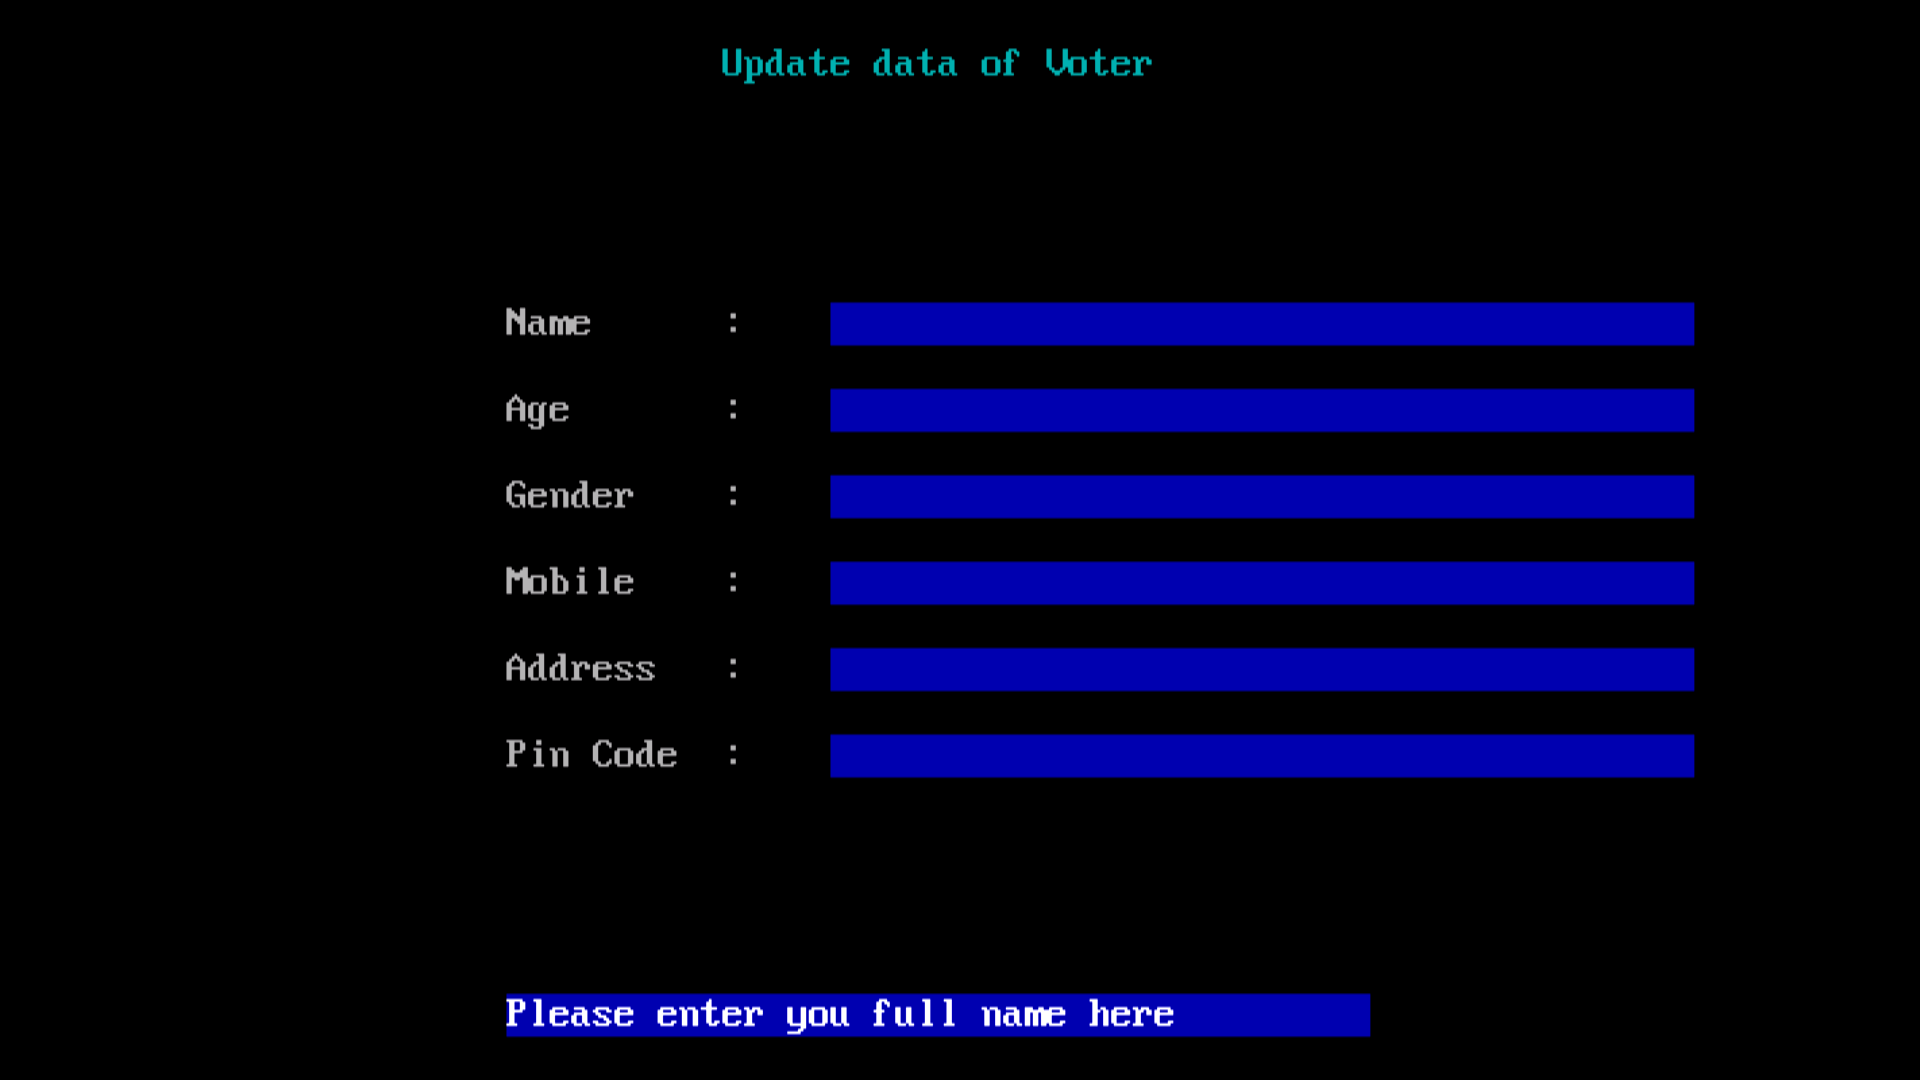 Update data of Voter
Name :
Age :
Gender :
Mobile :
Address :
Pin Code :
Please enter you full name here